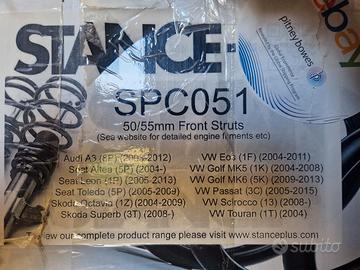 STANCE+
pitney bowes
ebay
SPC051
50/55mm Front Struts
(See website for detailed engine fitments etc)
Audi A3 (8P) (2003-2012)
Seat Altea (5P) (2004-)
Seat Leon (1P) (2005-2013)
Seat Toledo (5P) (2005-2009)
Skoda Octavia (1Z) (2004-2009)
Skoda Superb (3T) (2008-)
VW Eos (1F) (2004-2011)
VW Golf MK5 (1K) (2004-2008)
VW Golf MK6 (5K) (2009-2013)
VW Passat (3C) (2005-2015)
VW Scirocco (13) (2008-)
VW Touran (1T) (2004)
To view our complete product range please visit www.stanceplus.com
subito